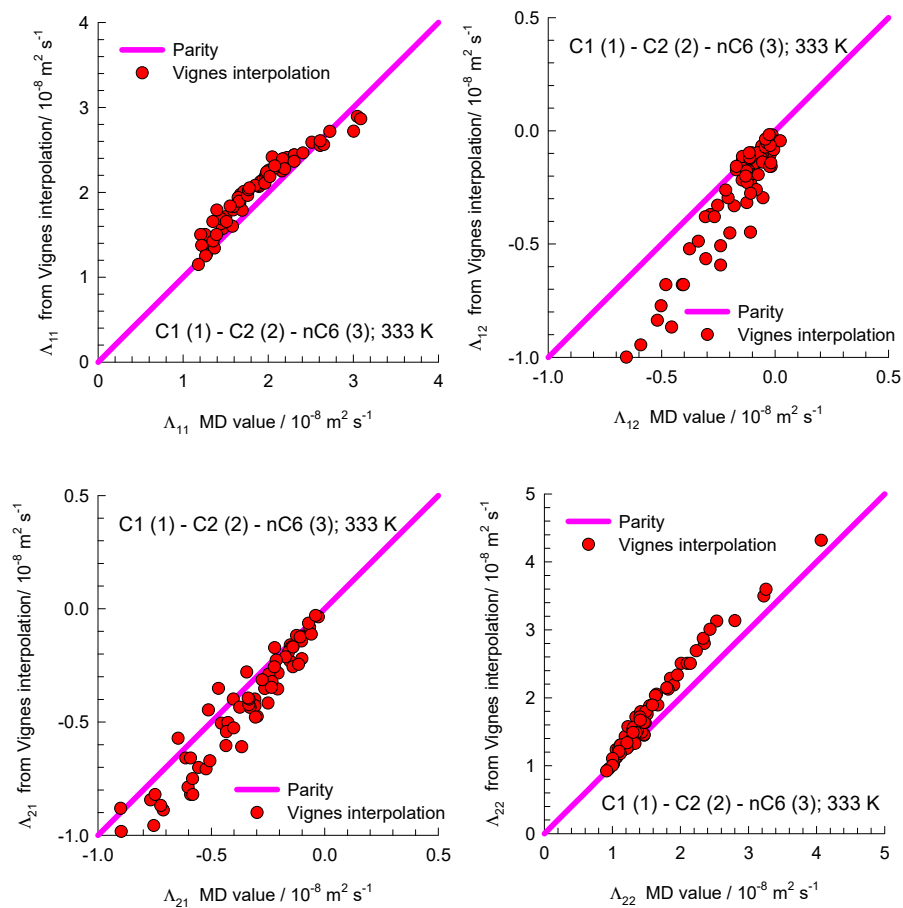 Λ11 from Vignes interpolation/ 10-8 m2 s-1
4
3
2
1
0
Parity
Vignes interpolation
C1 (1) - C2 (2) - nC6 (3); 333 K
0 1 2 3 4
Λ11 MD value / 10-8 m2 s-1
Λ12 from Vignes interpolation/ 10-8 m2 s-1
0.5
0.0
-0.5
-1.0
C1 (1) - C2 (2) - nC6 (3); 333 K
Parity
Vignes interpolation
-1.0 -0.5 0.0 0.5
Λ12 MD value / 10-8 m2 s-1
Λ21 from Vignes interpolation/ 10-8 m2 s-1
0.5
0.0
-0.5
-1.0
C1 (1) - C2 (2) - nC6 (3); 333 K
Parity
Vignes interpolation
-1.0 -0.5 0.0 0.5
Λ21 MD value / 10-8 m2 s-1
Λ22 from Vignes interpolation/ 10-8 m2 s-1
5
4
3
2
1
0
Parity
Vignes interpolation
C1 (1) - C2 (2) - nC6 (3); 333 K
0 1 2 3 4 5
Λ22 MD value / 10-8 m2 s-1